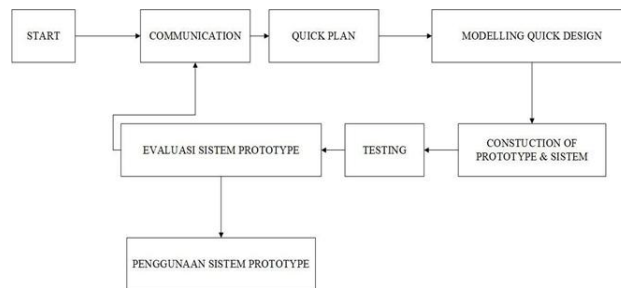 START
COMMUNICATION
QUICK PLAN
MODELLING QUICK DESIGN
EVALUASI SISTEM PROTOTYPE
TESTING
CONSTUCTION OF
PROTOTYPE & SISTEM
PENGGUNAAN SISTEM PROTOTYPE